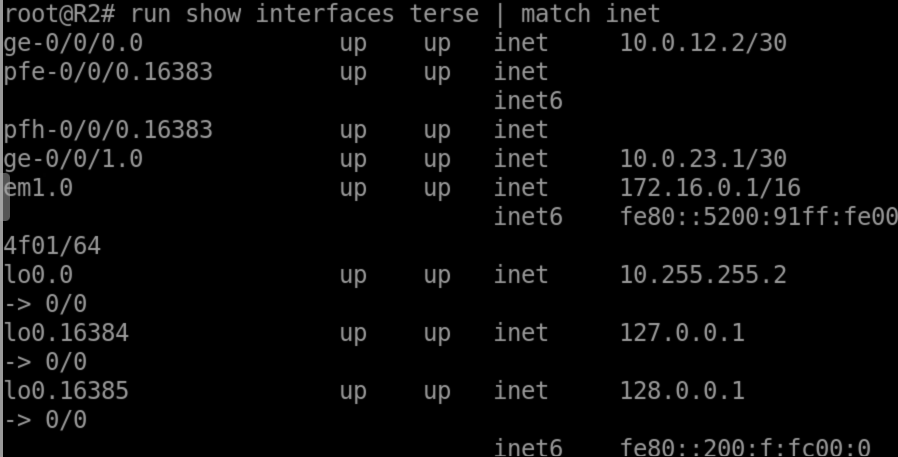 root@R2# run show interfaces terse | match inet
ge-0/0/0.0              up    up   inet     10.0.12.2/30
pfe-0/0/0.16383         up    up   inet
                                   inet6
pfh-0/0/0.16383         up    up   inet
ge-0/0/1.0              up    up   inet     10.0.23.1/30
em1.0                   up    up   inet     172.16.0.1/16
                                   inet6    fe80::5200:91ff:fe00
4f01/64
lo0.0                   up    up   inet     10.255.255.2
-> 0/0
lo0.16384               up    up   inet     127.0.0.1
-> 0/0
lo0.16385               up    up   inet     128.0.0.1
-> 0/0
                                   inet6    fe80::200:f:fc00:0